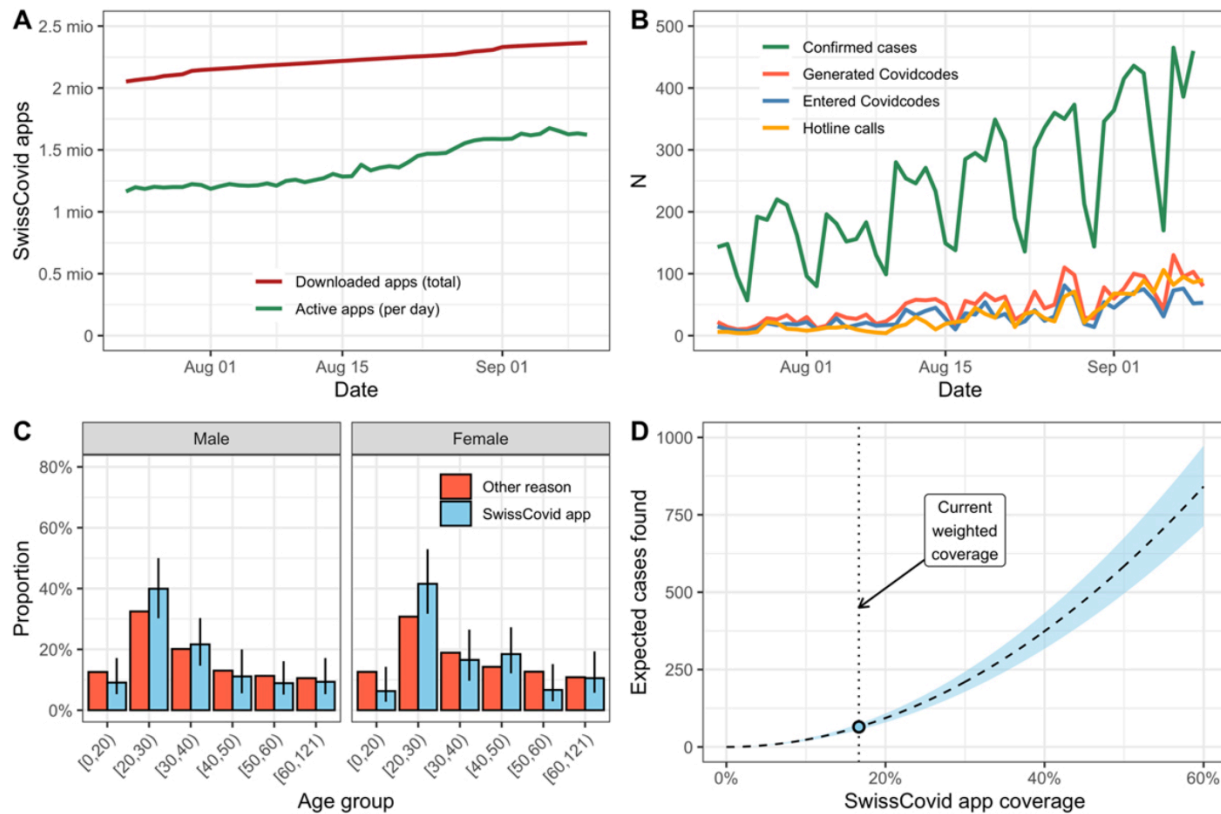 A
2.5 mio
2 mio
1.5 mio
1 mio
0.5 mio
0
SwissCovid apps
Downloaded apps (total)
Active apps (per day)
Aug 01
Aug 15
Sep 01
Date
B
500
400
300
200
100
0
N
Confirmed cases
Generated Covidcodes
Entered Covidcodes
Hotline calls
Aug 01
Aug 15
Sep 01
Date
C
Male
Female
80%
60%
40%
20%
0%
Proportion
Other reason
SwissCovid app
[0,20)
[20,30)
[30,40)
[40,50)
[50,60)
[60,121)
[0,20)
[20,30)
[30,40)
[40,50)
[50,60)
[60,121)
Age group
D
1000
750
500
250
0
Expected cases found
Current
weighted
coverage
0%
20%
40%
60%
SwissCovid app coverage